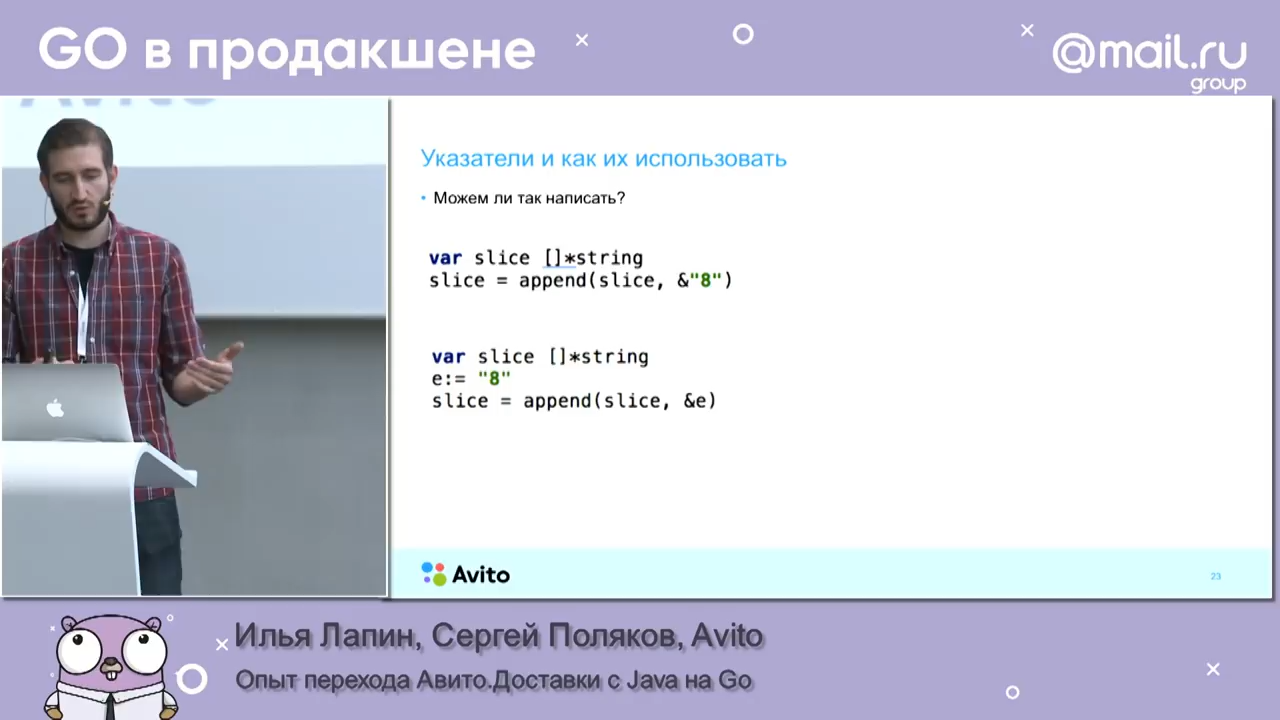 GO в продакшене
@mail.ru
group
Указатели и как их использовать
• Можем ли так написать?
var slice []*string
slice = append(slice, &"8")
var slice []*string
e:= "8"
slice = append(slice, &e)
Avito
23
Илья Лапин, Сергей Поляков, Avito
Опыт перехода Авито.Доставки с Java на Go